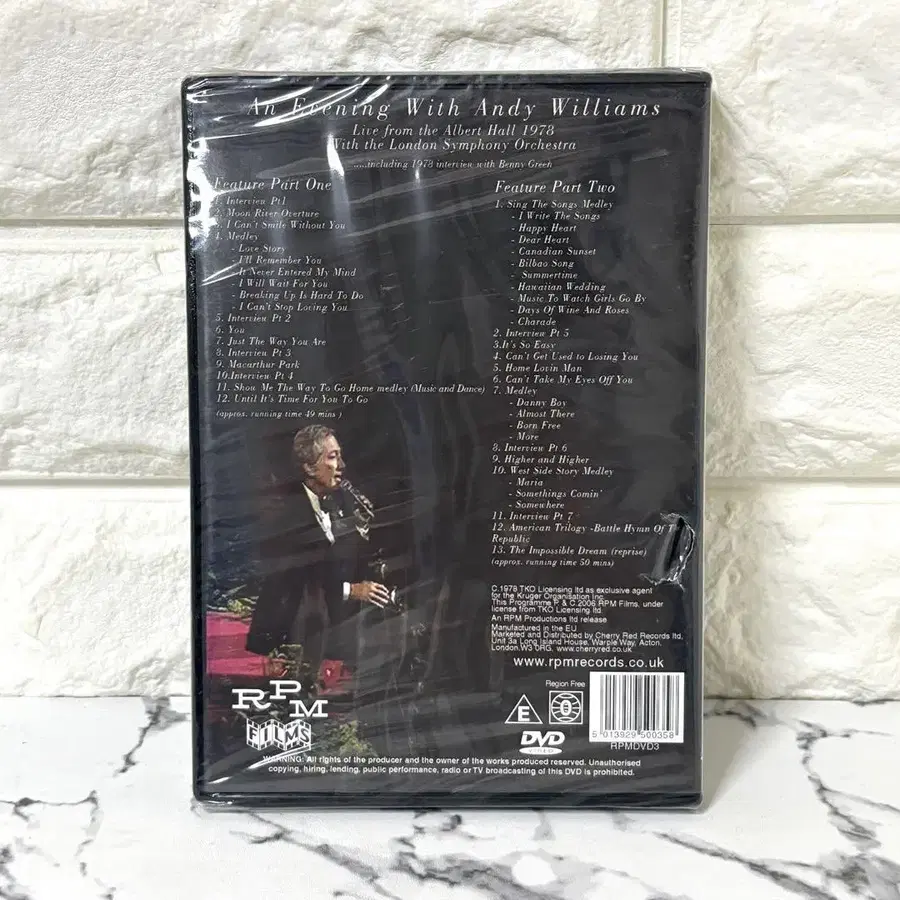 An Evening With Andy Williams
Live from the Albert Hall 1978
With the London Symphony Orchestra
.....including 1978 interview with Benny Green
Feature Part One
1. Interview Pt 1
2. Moon River Overture
3. I Can't Smile Without You
4. Medley
- Love Story
- I'll Remember You
- It Never Entered My Mind
- I Will Wait For You
- Breaking Up Is Hard To Do
- I Can't Stop Loving You
5. Interview Pt 2
6. You
7. Just The Way You Are
8. Interview Pt 3
9. Macarthur Park
10.Interview Pt 4
11. Show Me The Way To Go Home medley (Music and Dance)
12. Until It's Time For You To Go
(approx. running time 49 mins )
Feature Part Two
1. Sing The Songs Medley
- I Write The Songs
- Happy Heart
- Dear Heart
- Canadian Sunset
- Bilbao Song
- Summertime
- Hawaiian Wedding
- Music To Watch Girls Go By
- Days Of Wine And Roses
- Charade
2. Interview Pt 5
3.It's So Easy
4. Can't Get Used to Losing You
5. Home Lovin Man
6. Can't Take My Eyes Off You
7. Medley
- Danny Boy
- Almost There
- Born Free
- More
8. Interview Pt 6
9. Higher and Higher
10. West Side Story Medley
- Maria
- Somethings Comin'
- Somewhere
11. Interview Pt 7
12. American Trilogy -Battle Hymn Of
Republic
13. The Impossible Dream (reprise)
(approx. running time 50 mins)
C.1978 TKO Licensing ltd as exclusive agent
for the Kruger Organisation Inc.
This Programme P. & C. 2006 RPM Films, under
license from TKO Licensing ltd
An RPM Productions ltd release
Manufactured in the EU
Marketed and Distributed by Cherry Red Records ltd,
Unit 3a Long Island House, Warple Way, Acton,
London.W3 0RG. www.cherryred.co.uk
www.rpmrecords.co.uk
Region Free
E
0
DVD
5 013929 500358
RPMDVD3
RPM
FILMS
WARNING: All rights of the producer and the owner of the works produced reserved. Unauthorised
copying, hiring, lending, public performance, radio or TV broadcasting of this DVD is prohibited.